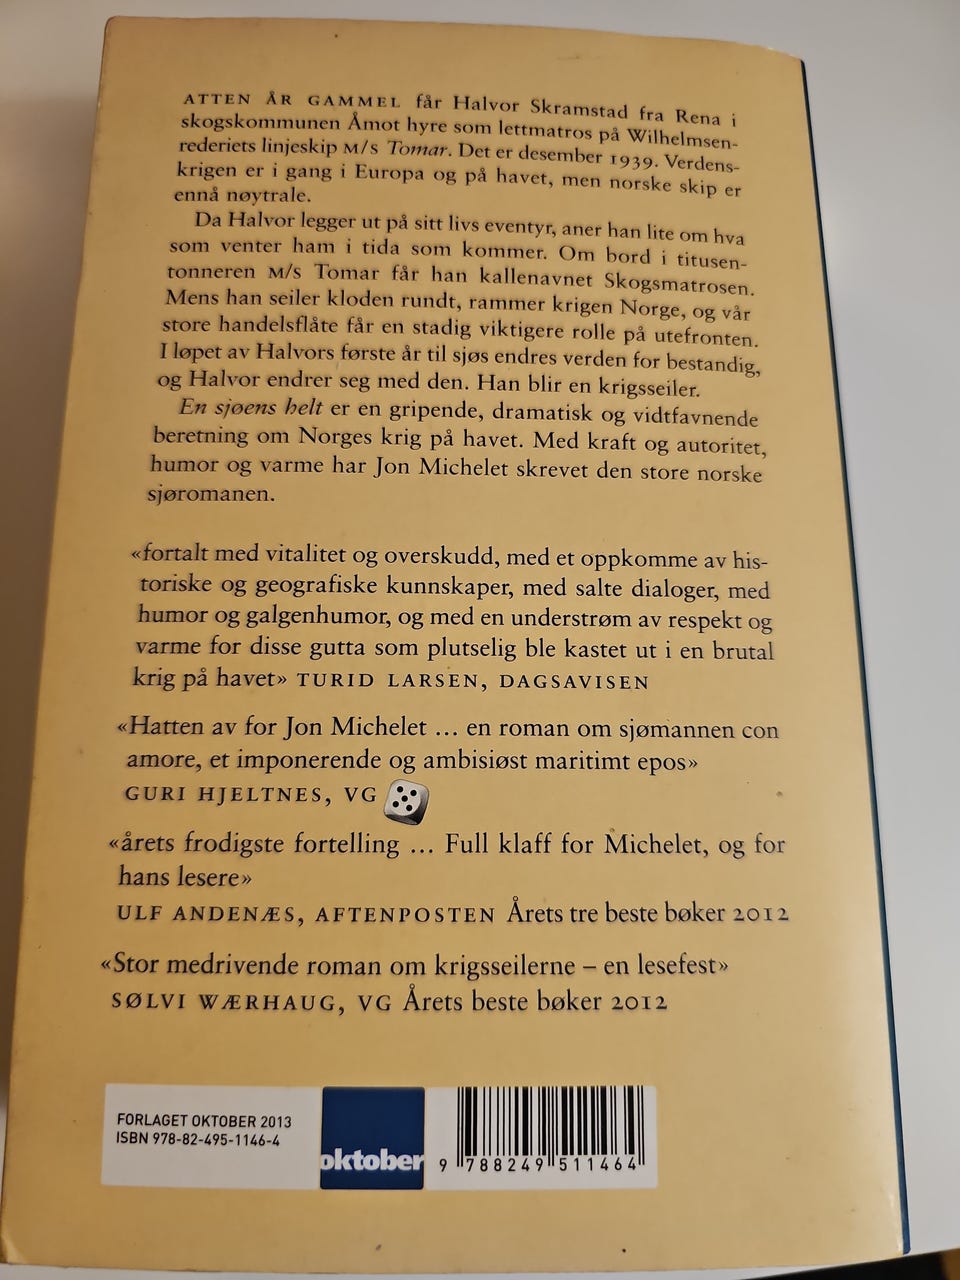 ATTEN ÅR GAMMEL får Halvor Skramstad fra Rena i
skogskommunen Åmot hyre som lettmatros på Wilhelmsen-
rederiets linjeskip M/S Tomar. Det er desember 1939. Verdens-
krigen er i gang i Europa og på havet, men norske skip er
ennå nøytrale.
Da Halvor legger ut på sitt livs eventyr, aner han lite om hva
som venter ham i tida som kommer. Om bord i titusen-
tonneren M/S Tomar får han kallenavnet Skogsmatrosen.
Mens han seiler kloden rundt, rammer krigen Norge, og vår
store handelsflåte får en stadig viktigere rolle på utefronten.
I løpet av Halvors første år til sjøs endres verden for bestandig,
og Halvor endrer seg med den. Han blir en krigsseiler.
En sjøens helt er en gripende, dramatisk og vidtfavnende
beretning om Norges krig på havet. Med kraft og autoritet,
humor og varme har Jon Michelet skrevet den store norske
sjøromanen.
«fortalt med vitalitet og overskudd, med et oppkomme av his-
toriske og geografiske kunnskaper, med salte dialoger, med
humor og galgenhumor, og med en understrøm av respekt og
varme for disse gutta som plutselig ble kastet ut i en brutal
krig på havet» TURID LARSEN, DAGSAVISEN
«Hatten av for Jon Michelet ... en roman om sjømannen con
amore, et imponerende og ambisiøst maritimt epos»
GURI HJELTNES, VG
«årets frodigste fortelling ... Full klaff for Michelet, og for
hans lesere»
ULF ANDENÆS, AFTENPOSTEN Årets tre beste bøker 2012
«Stor medrivende roman om krigsseilerne – en lesefest»
SØLVI WÆRHAUG, VG Årets beste bøker 2012
FORLAGET OKTOBER 2013
ISBN 978-82-495-1146-4
oktober
9 788249 511464